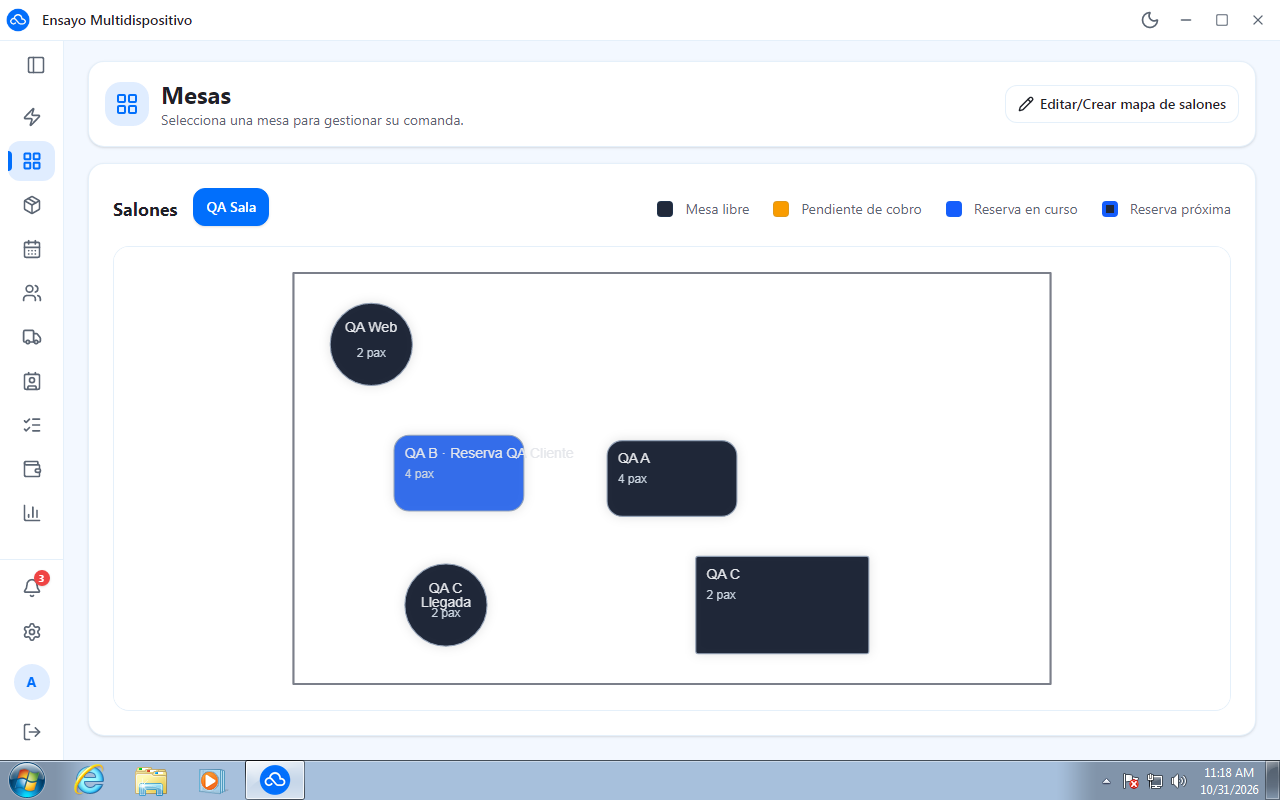 Ensayo Multidispositivo
Mesas
Selecciona una mesa para gestionar su comanda.
Editar/Crear mapa de salones
Salones
QA Sala
Mesa libre
Pendiente de cobro
Reserva en curso
Reserva próxima
QA Web
2 pax
QA B · Reserva QA Cliente
4 pax
QA A
4 pax
QA C
Llegada
2 pax
QA C
2 pax
3
A
11:18 AM
10/31/2026